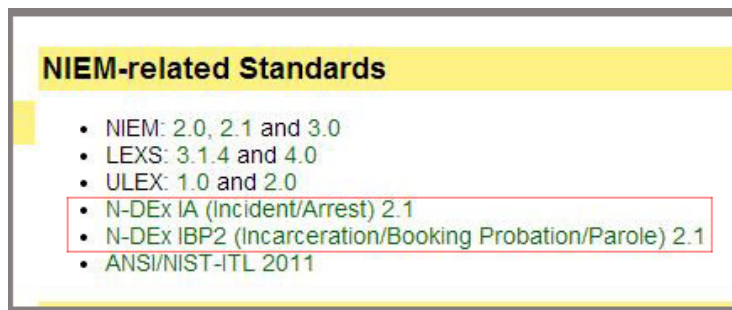 NIEM-related Standards
• NIEM: 2.0, 2.1 and 3.0
• LEXS: 3.1.4 and 4.0
• ULEX: 1.0 and 2.0
• N-DEx IA (Incident/Arrest) 2.1
• N-DEx IBP2 (Incarceration/Booking Probation/Parole) 2.1
• ANSI/NIST-ITL 2011